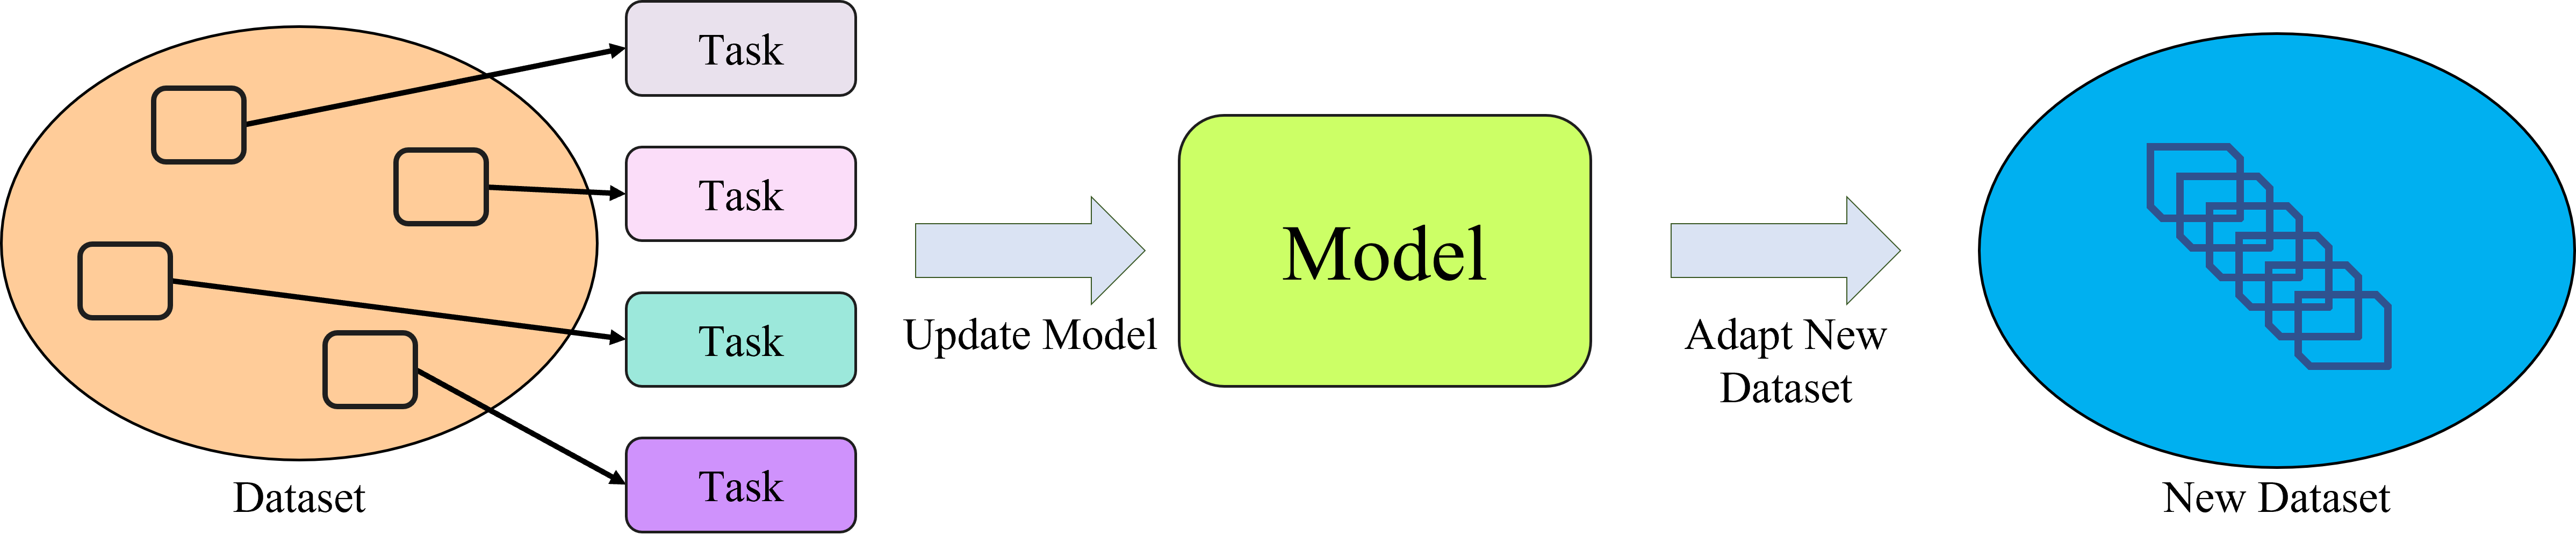 Task
Task
Task
Task
Dataset
Update Model
Model
Adapt New
Dataset
New Dataset